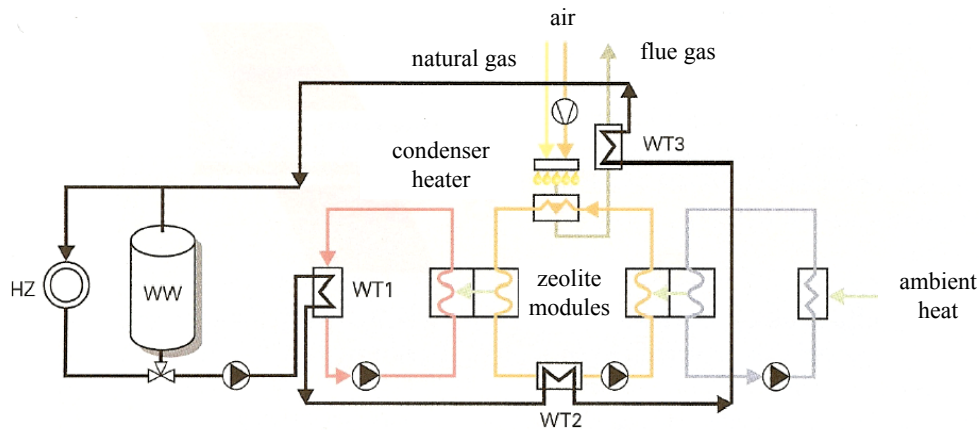 air
natural gas
flue gas
WT3
condenser
heater
HZ
WW
WT1
zeolite
modules
ambient
heat
WT2